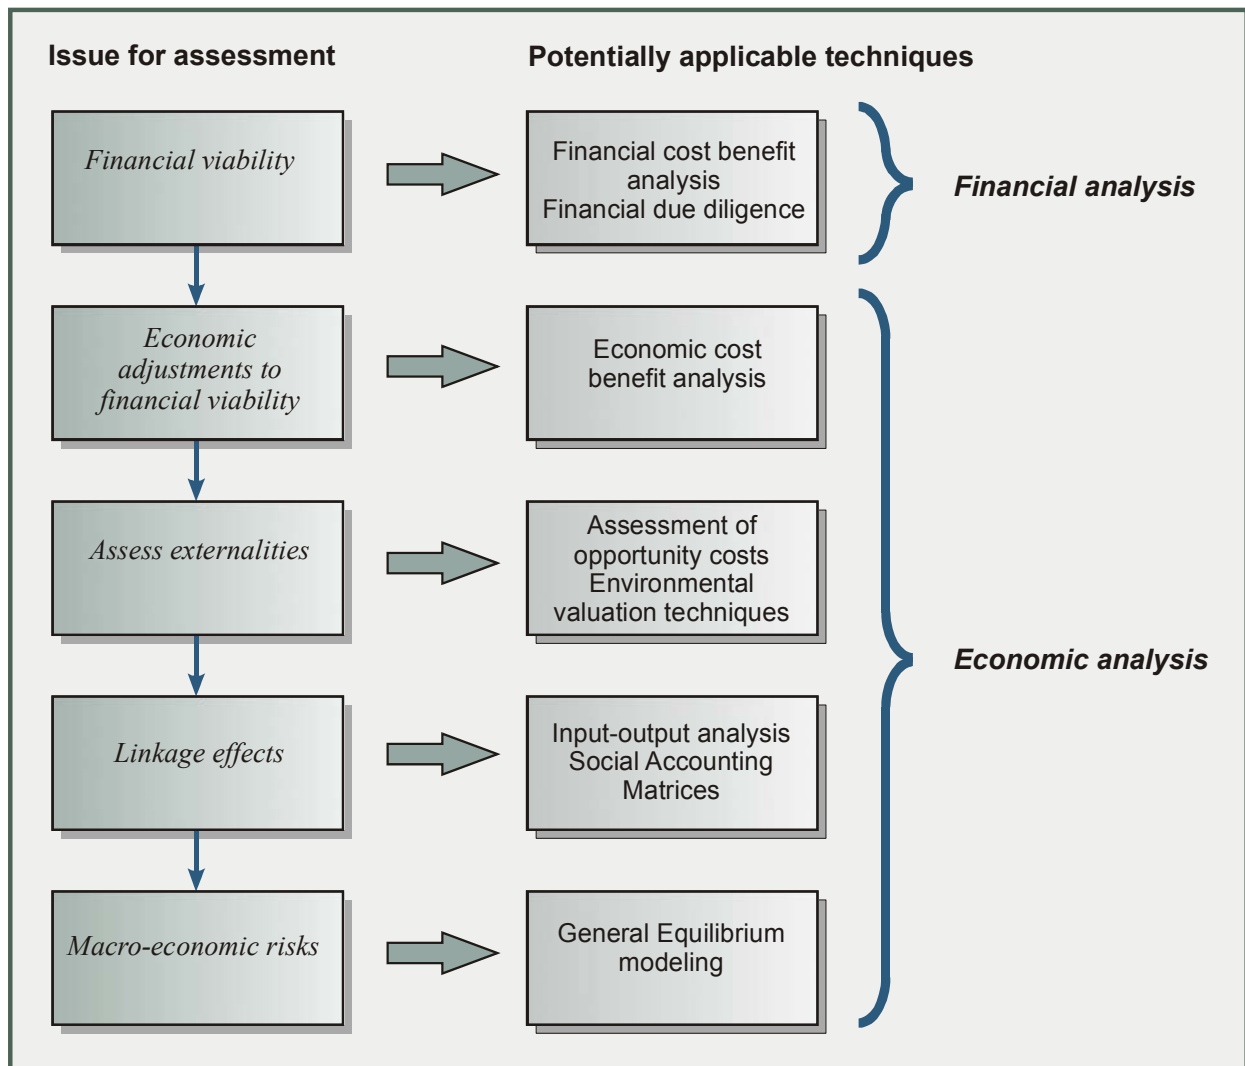 Issue for assessment
Potentially applicable techniques
Financial viability
Financial cost benefit
analysis
Financial due diligence
Financial analysis
Economic
adjustments to
financial viability
Economic cost
benefit analysis
Assess externalities
Assessment of
opportunity costs
Environmental
valuation techniques
Economic analysis
Linkage effects
Input-output analysis
Social Accounting
Matrices
Macro-economic risks
General Equilibrium
modeling